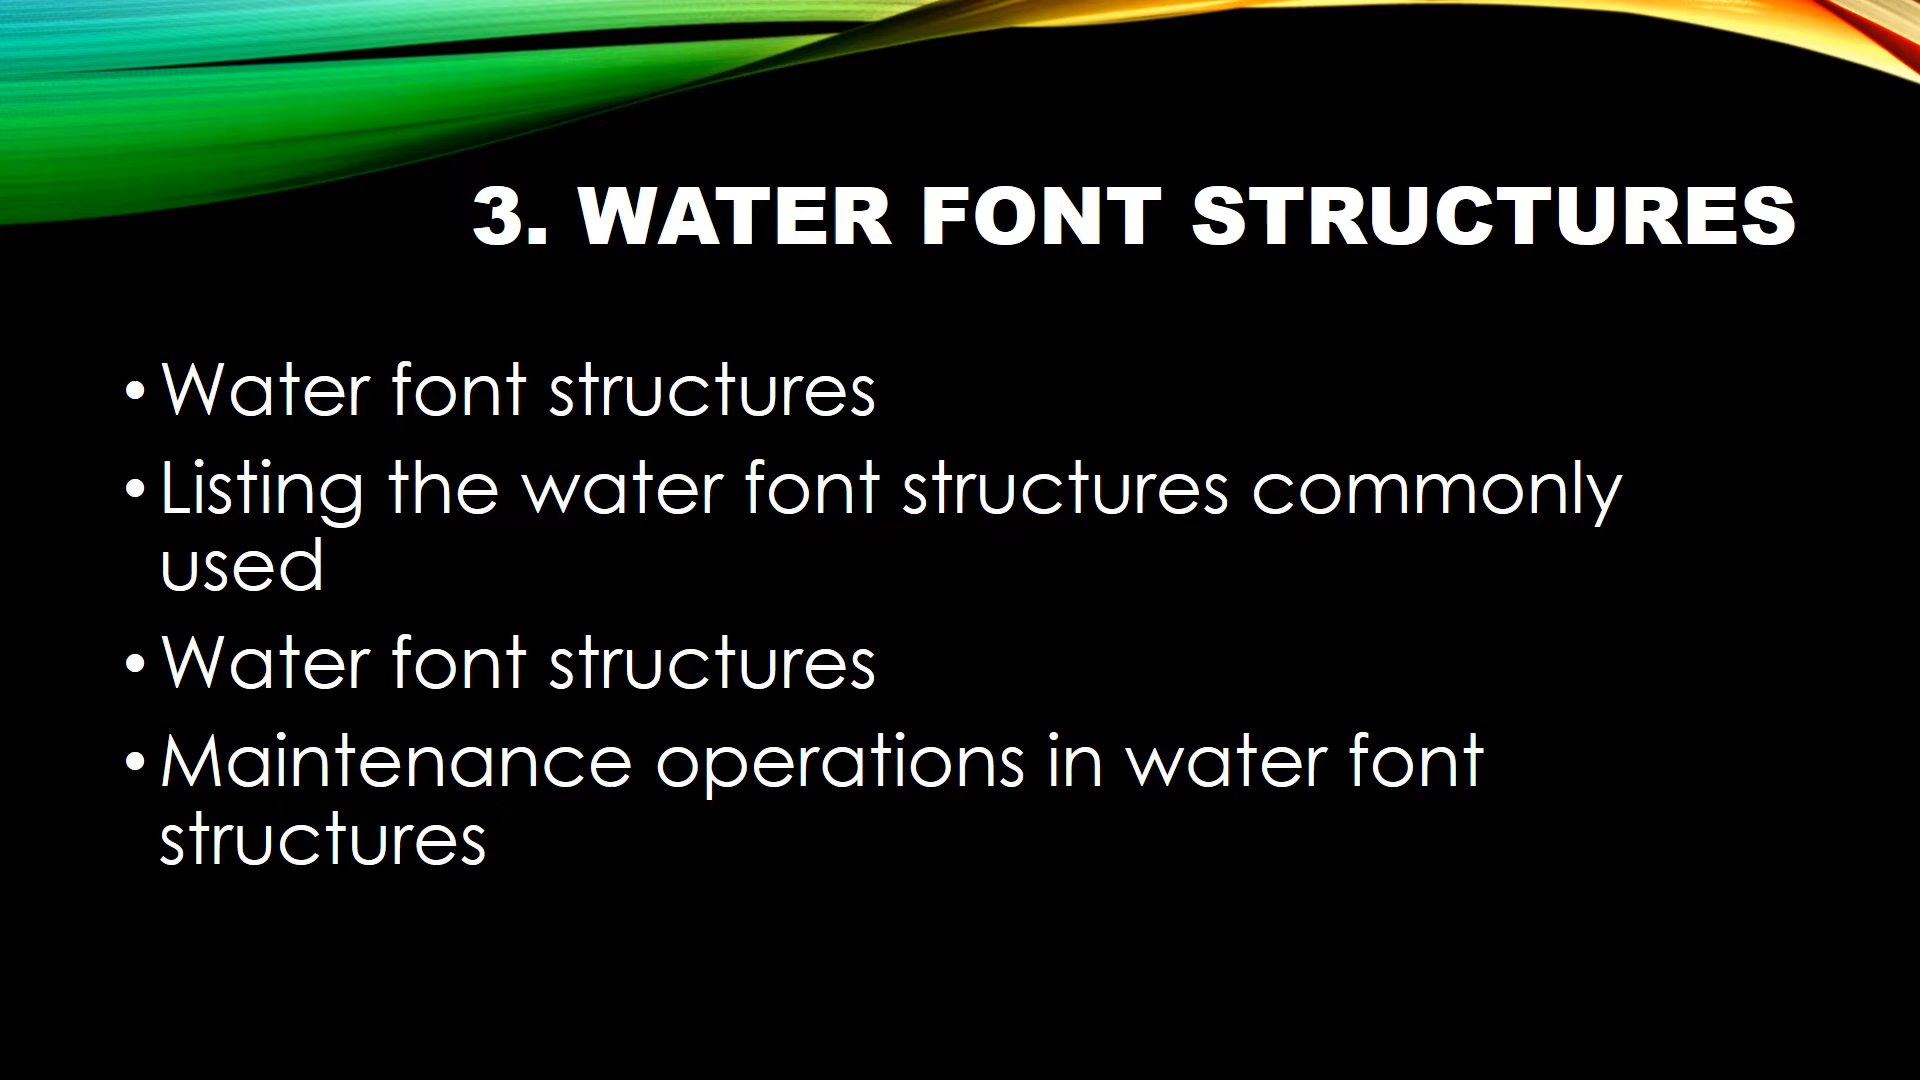 3. WATER FONT STRUCTURES
• Water font structures
• Listing the water font structures commonly
used
• Water font structures
• Maintenance operations in water font
structures